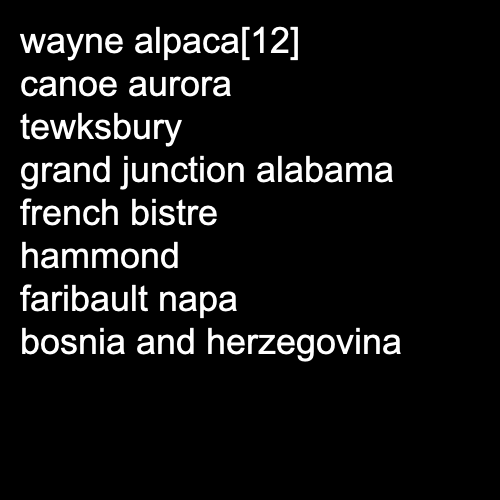 wayne alpaca[12]
canoe aurora
tewksbury
grand junction alabama
french bistre
hammond
faribault napa
bosnia and herzegovina